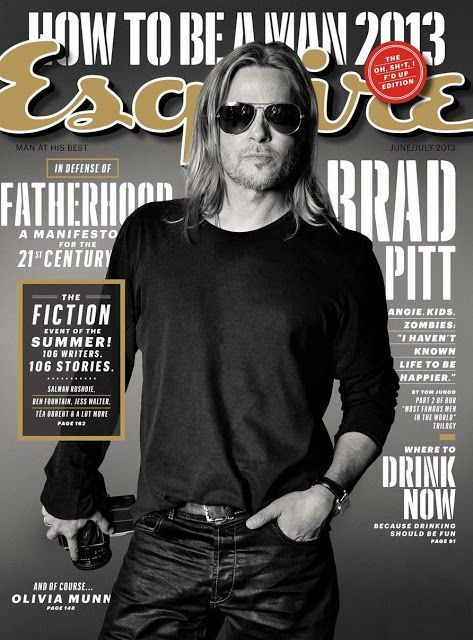 HOW TO BE A MAN 2013
Esquire
THE
OH, SH*T, I
F'D UP
EDITION
MAN AT HIS BEST
JUNE/JULY 2013
IN DEFENSE OF
FATHERHOOD
A MANIFESTO
FOR THE
21ST CENTURY
THE
FICTION
EVENT OF THE
SUMMER!
106 WRITERS.
106 STORIES.
SALMAN RUSHDIE,
BEN FOUNTAIN, JESS WALTER,
TÉA OBREHT & A LOT MORE
PAGE 162
BRAD
PITT
ANGIE. KIDS.
ZOMBIES:
"I HAVEN'T
KNOWN
LIFE TO BE
HAPPIER."
BY TOM JUNOD
PART 2 OF OUR
"MOST FAMOUS MEN
IN THE WORLD"
TRILOGY
WHERE TO
DRINK
NOW
BECAUSE DRINKING
SHOULD BE FUN
PAGE 91
AND OF COURSE...
OLIVIA MUNN
PAGE 148